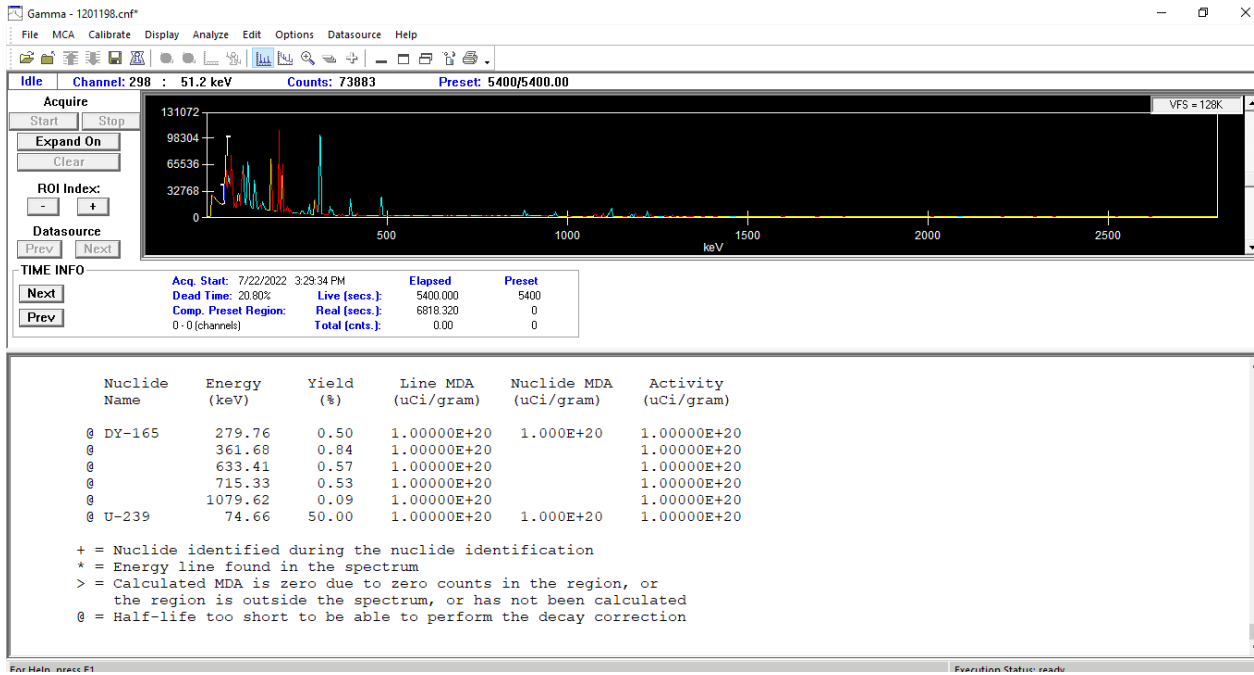 Gamma - 1201198.cnf*
File MCA Calibrate Display Analyze Edit Options Datasource Help
Idle Channel: 298 : 51.2 keV Counts: 73883 Preset: 5400/5400.00
Acquire
Start Stop
Expand On
Clear
ROI Index:
- +
Datasource
Prev Next
VFS = 128K
131072
98304
65536
32768
0
500 1000 1500 2000 2500
keV
TIME INFO
Next
Prev
Acq. Start: 7/22/2022 3:29:34 PM Elapsed Preset
Dead Time: 20.80% Live (secs.): 5400.000 5400
Comp. Preset Region: Real (secs.): 6818.320 0
0 - 0 (channels) Total (cnts.): 0.00 0
Nuclide Energy Yield Line MDA Nuclide MDA Activity
Name (keV) (%) (uCi/gram) (uCi/gram) (uCi/gram)
@ DY-165 279.76 0.50 1.00000E+20 1.000E+20 1.00000E+20
@ 361.68 0.84 1.00000E+20 1.00000E+20
@ 633.41 0.57 1.00000E+20 1.00000E+20
@ 715.33 0.53 1.00000E+20 1.00000E+20
@ 1079.62 0.09 1.00000E+20 1.00000E+20
@ U-239 74.66 50.00 1.00000E+20 1.000E+20 1.00000E+20
+ = Nuclide identified during the nuclide identification
* = Energy line found in the spectrum
> = Calculated MDA is zero due to zero counts in the region, or
the region is outside the spectrum, or has not been calculated
@ = Half-life too short to be able to perform the decay correction
For Help, press F1 Execution Status: ready